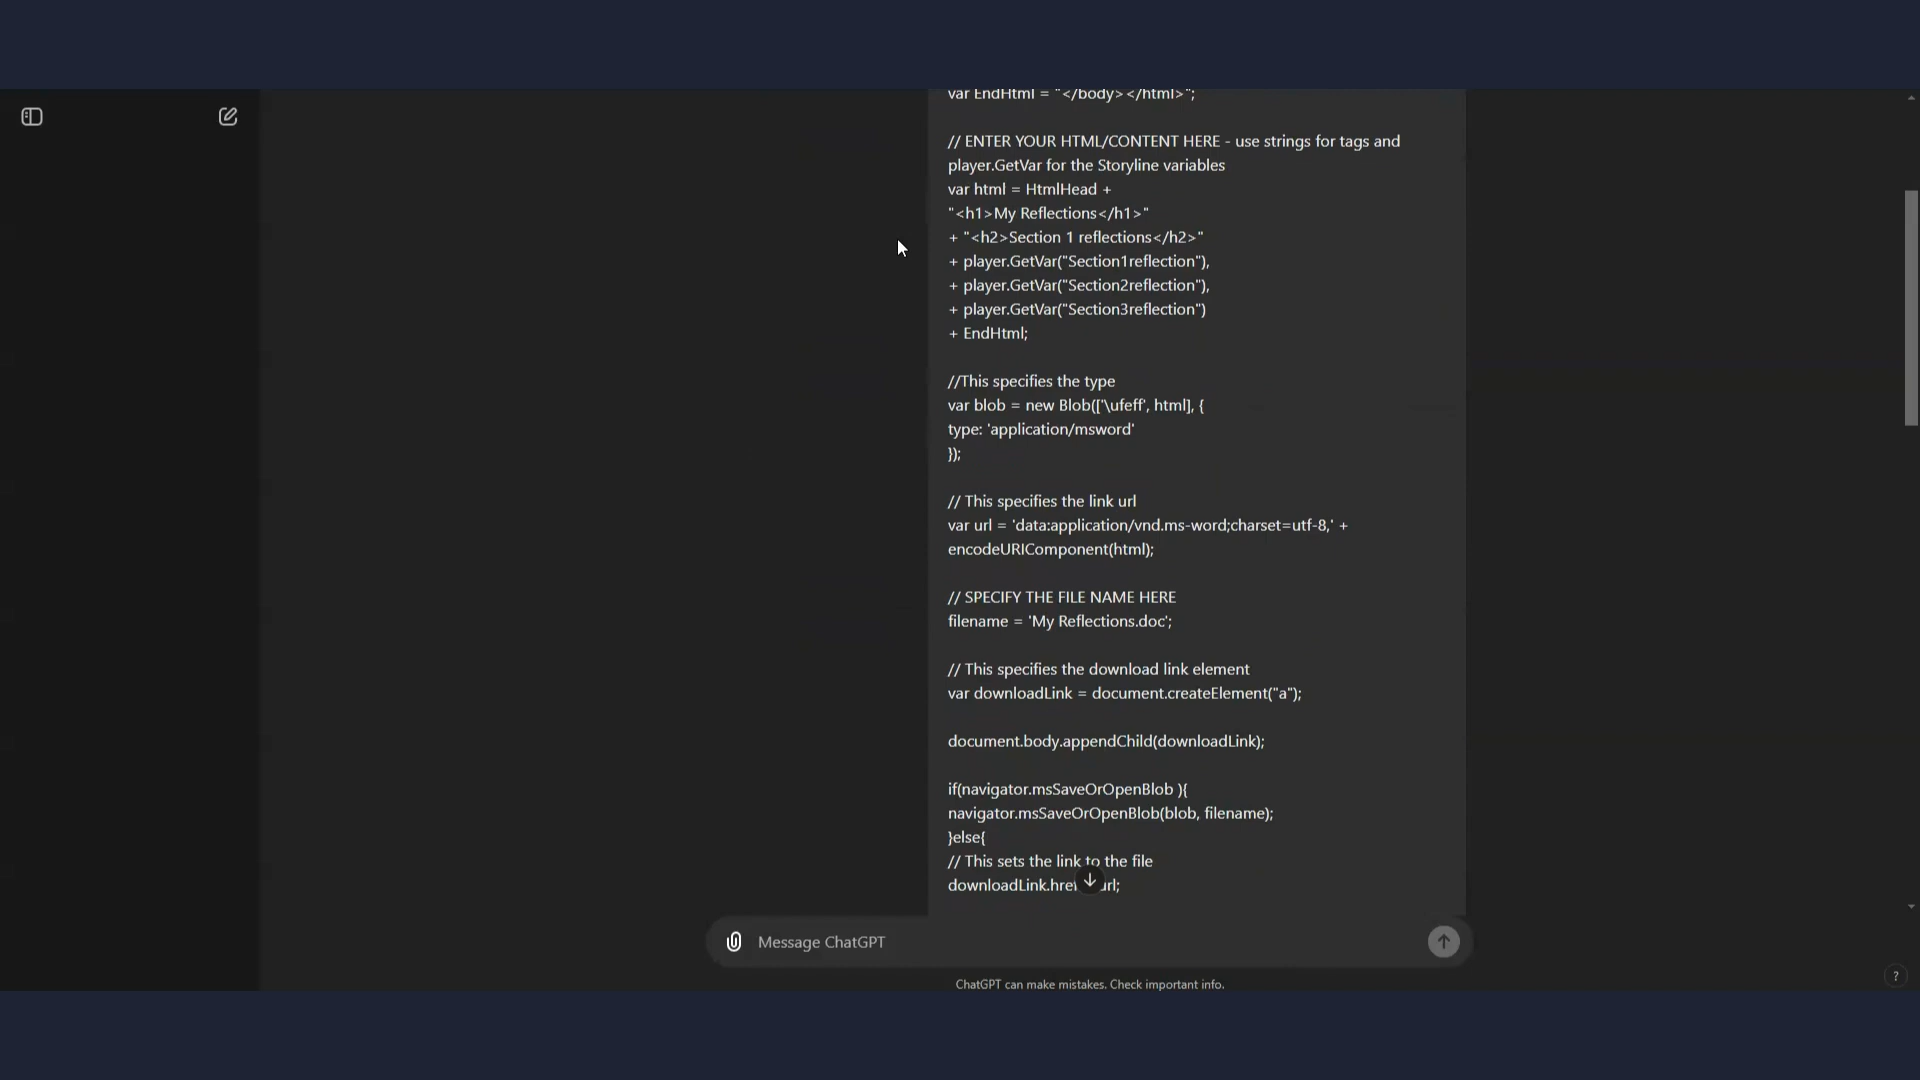 var EndHtml = "</body></html>";
// ENTER YOUR HTML/CONTENT HERE - use strings for tags and
player.GetVar for the Storyline variables
var html = HtmlHead +
"<h1>My Reflections</h1>"
+ "<h2>Section 1 reflections</h2>"
+ player.GetVar("Section1reflection"),
+ player.GetVar("Section2reflection"),
+ player.GetVar("Section3reflection")
+ EndHtml;
//This specifies the type
var blob = new Blob(['\ufeff', html], {
type: 'application/msword'
});
// This specifies the link url
var url = 'data:application/vnd.ms-word;charset=utf-8,' +
encodeURIComponent(html);
// SPECIFY THE FILE NAME HERE
filename = 'My Reflections.doc';
// This specifies the download link element
var downloadLink = document.createElement("a");
document.body.appendChild(downloadLink);
if(navigator.msSaveOrOpenBlob ){
navigator.msSaveOrOpenBlob(blob, filename);
}else{
// This sets the link to the file
Message ChatGPT
ChatGPT can make mistakes. Check important info.
?